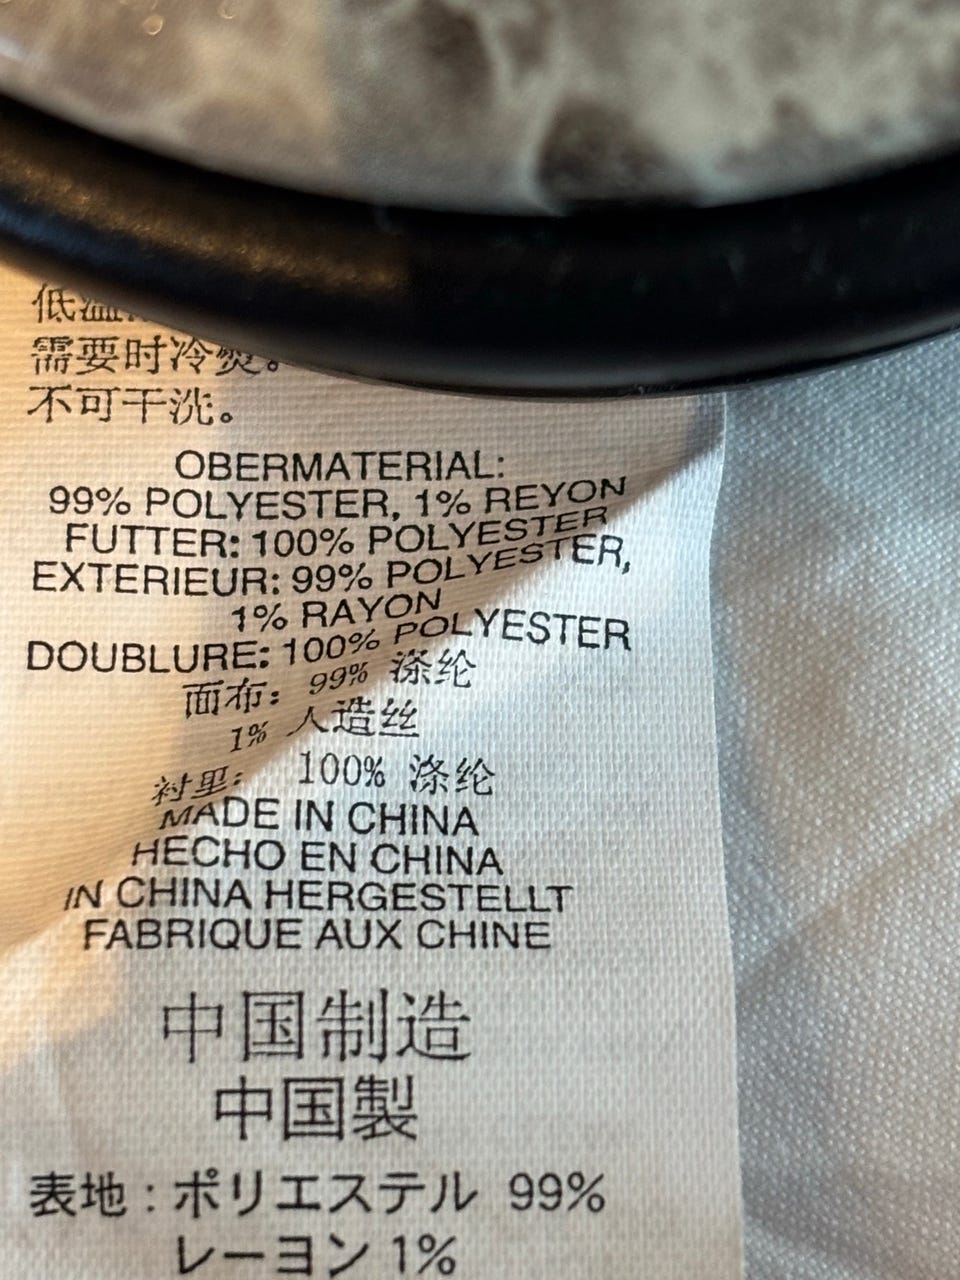 低温
需要时冷熨。
不可干洗。
OBERMATERIAL:
99% POLYESTER, 1% REYON
FUTTER: 100% POLYESTER
EXTERIEUR: 99% POLYESTER,
1% RAYON
DOUBLURE: 100% POLYESTER
面布: 99% 涤纶
1% 人造丝
衬里: 100% 涤纶
MADE IN CHINA
HECHO EN CHINA
IN CHINA HERGESTELLT
FABRIQUE AUX CHINE
中国制造
中国製
表地 : ポリエステル 99%
レーヨン 1%